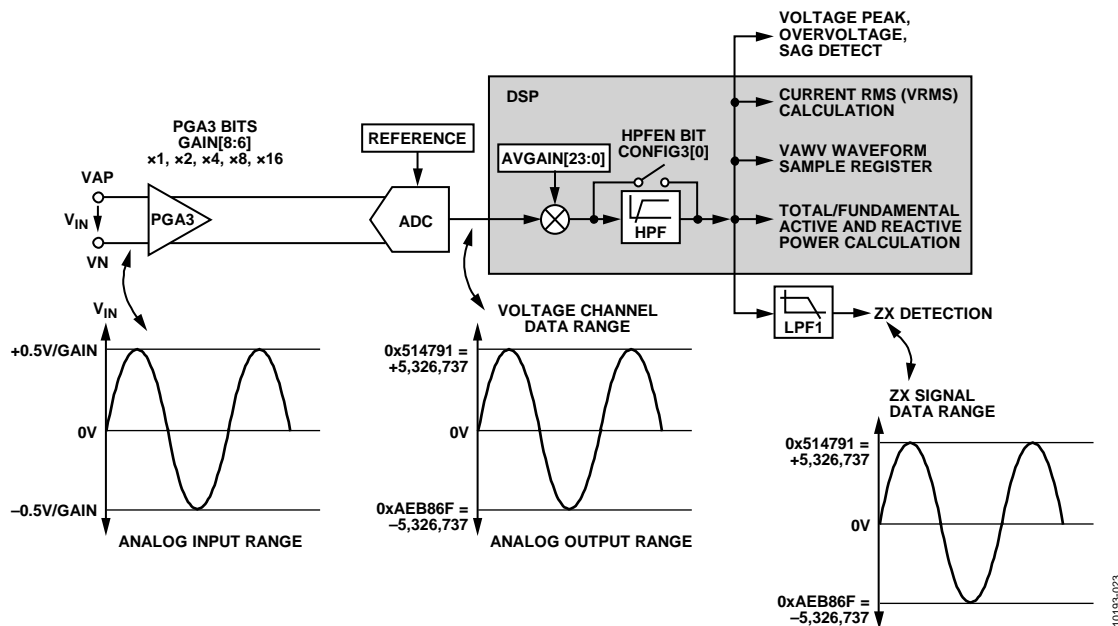 VOLTAGE PEAK,
OVERVOLTAGE,
SAG DETECT
DSP
CURRENT RMS (VRMS)
CALCULATION
PGA3 BITS
GAIN[8:6]
×1, ×2, ×4, ×8, ×16
REFERENCE
HPFEN BIT
CONFIG3[0]
AVGAIN[23:0]
VAWV WAVEFORM
SAMPLE REGISTER
VAP
VIN
VN
PGA3
ADC
HPF
TOTAL/FUNDAMENTAL
ACTIVE AND REACTIVE
POWER CALCULATION
LPF1
ZX DETECTION
VIN
+0.5V/GAIN
0V
–0.5V/GAIN
ANALOG INPUT RANGE
VOLTAGE CHANNEL
DATA RANGE
0x514791 =
+5,326,737
0V
0xAEB86F =
–5,326,737
ANALOG OUTPUT RANGE
ZX SIGNAL
DATA RANGE
0x514791 =
+5,326,737
0V
0xAEB86F =
–5,326,737
10193-023